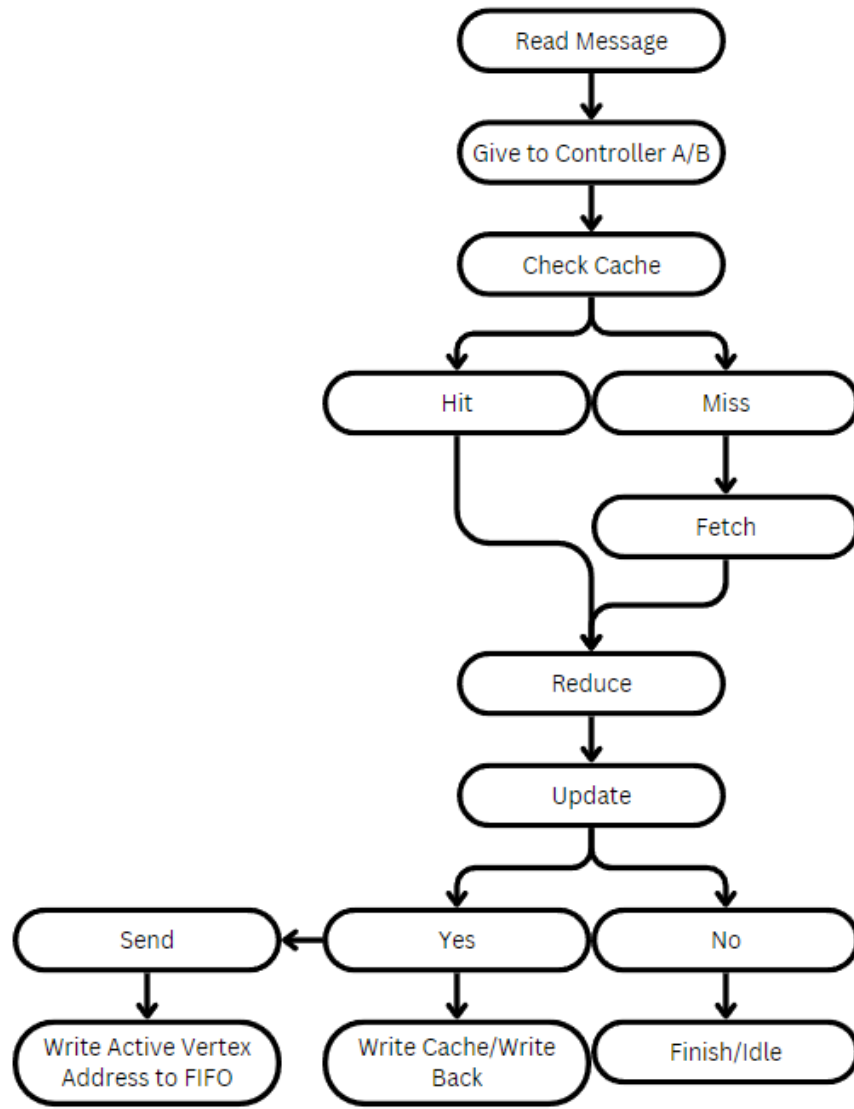 Read Message
Give to Controller A/B
Check Cache
Hit
Miss
Fetch
Reduce
Update
Send
Yes
No
Write Active Vertex
Address to FIFO
Write Cache/Write
Back
Finish/Idle